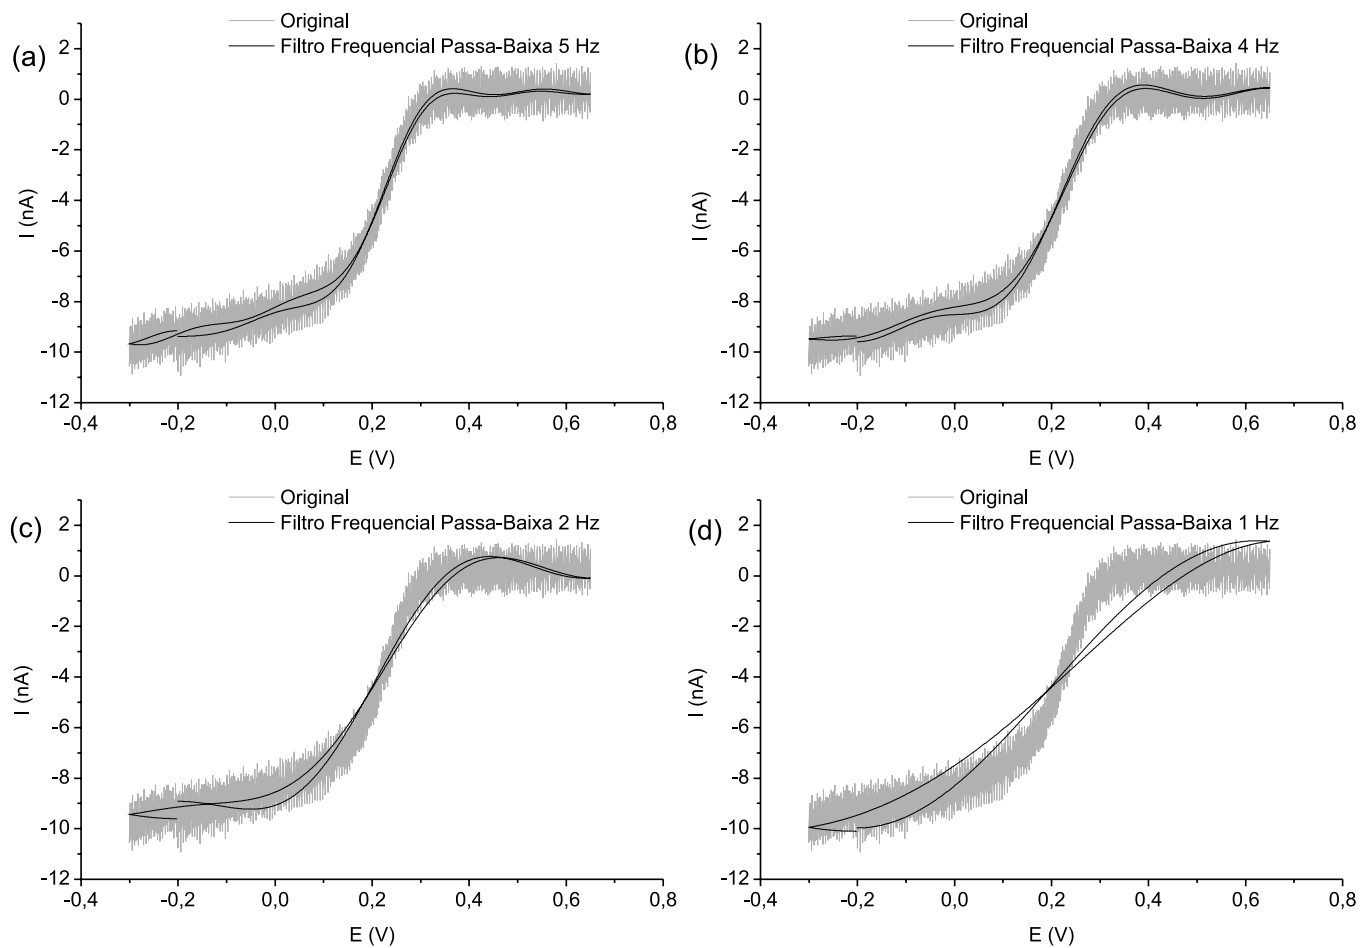 Original
Filtro Frequencial Passa-Baixa 5 Hz
(a)
2
0
-2
-4
-6
-8
-10
-12
I (nA)
-0,4 -0,2 0,0 0,2 0,4 0,6 0,8
E (V)
Original
Filtro Frequencial Passa-Baixa 4 Hz
(b)
2
0
-2
-4
-6
-8
-10
-12
I (nA)
-0,4 -0,2 0,0 0,2 0,4 0,6 0,8
E (V)
Original
Filtro Frequencial Passa-Baixa 2 Hz
(c)
2
0
-2
-4
-6
-8
-10
-12
I (nA)
-0,4 -0,2 0,0 0,2 0,4 0,6 0,8
E (V)
Original
Filtro Frequencial Passa-Baixa 1 Hz
(d)
2
0
-2
-4
-6
-8
-10
-12
I (nA)
-0,4 -0,2 0,0 0,2 0,4 0,6 0,8
E (V)